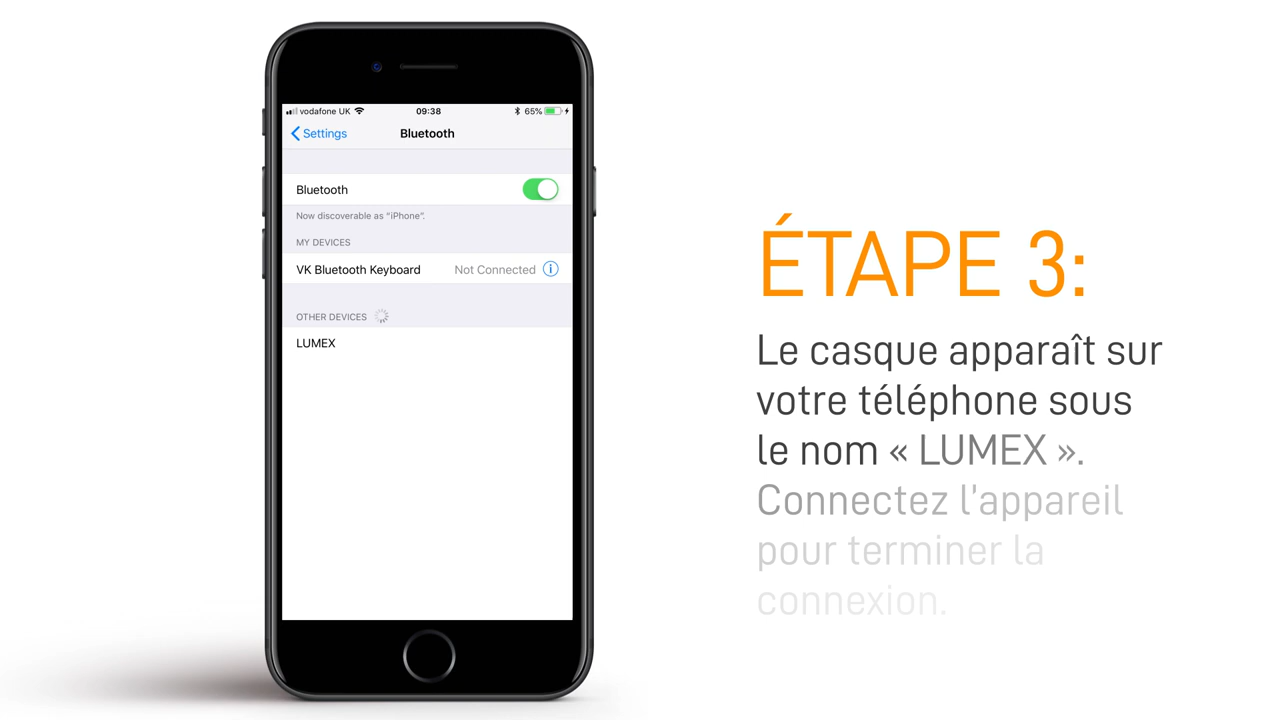 vodafone UK 09:38 65%
Settings Bluetooth
Bluetooth
Now discoverable as “iPhone”.
MY DEVICES
VK Bluetooth Keyboard Not Connected i
OTHER DEVICES
LUMEX
ÉTAPE 3:
Le casque apparaît sur
votre téléphone sous
le nom « LUMEX ».
Connectez l'appareil
pour terminer la
connexion.